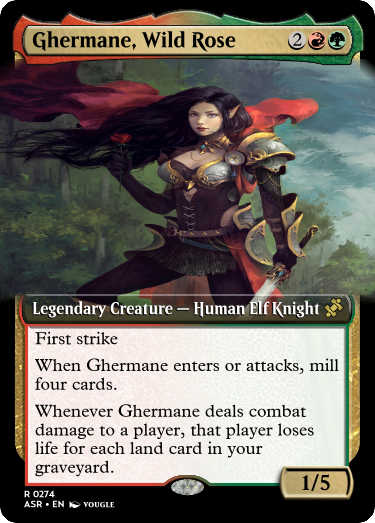 Ghermane, Wild Rose 2
Legendary Creature — Human Elf Knight
First strike
When Ghermane enters or attacks, mill
four cards.
Whenever Ghermane deals combat
damage to a player, that player loses
life for each land card in your
graveyard.
1/5
R 0274
ASR • EN YOUGLE